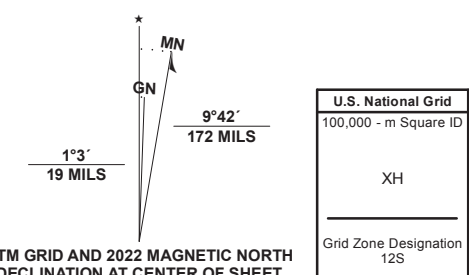 ★
MN
GN
9°42´
172 MILS
1°3´
19 MILS
TM GRID AND 2022 MAGNETIC NORTH
DECLINATION AT CENTER OF SHEET
U.S. National Grid
100,000 - m Square ID
XH
Grid Zone Designation
12S